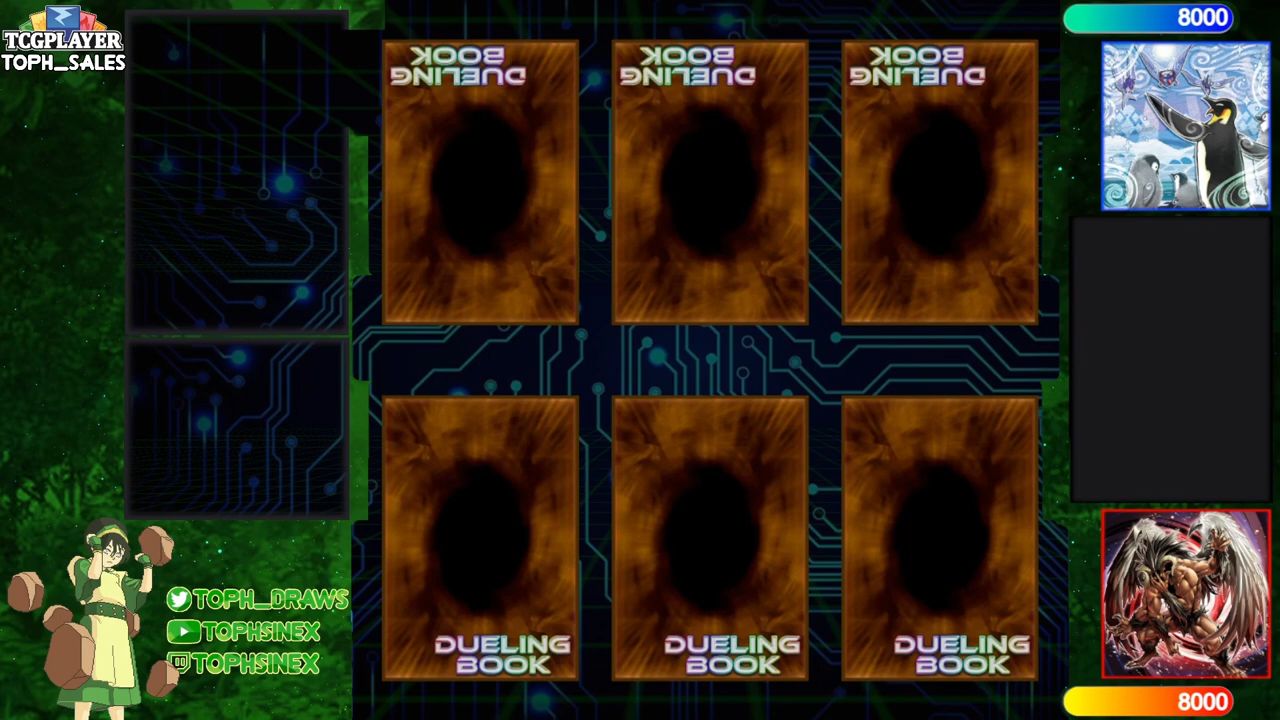 TCGPLAYER
TOPH_SALES
8000
DUELING
BOOK
DUELING
BOOK
DUELING
BOOK
DUELING
BOOK
DUELING
BOOK
DUELING
BOOK
TOPH_DRAWS
TOPHSINEX
TOPHSINEX
8000